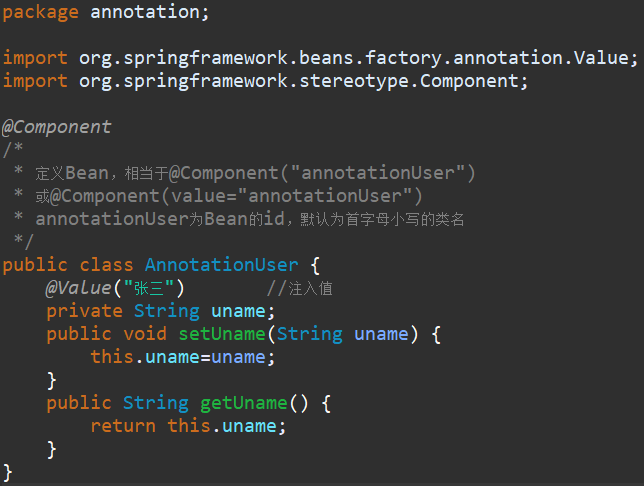 package annotation;
import org.springframework.beans.factory.annotation.Value;
import org.springframework.stereotype.Component;
@Component
/*
 * 定义Bean，相当于@Component("annotationUser")
 * 或@Component(value="annotationUser")
 * annotationUser为Bean的id，默认为首字母小写的类名
 */
public class AnnotationUser {
    @Value("张三")       //注入值
    private String uname;
    public void setUname(String uname) {
        this.uname=uname;
    }
    public String getUname() {
        return this.uname;
    }
}